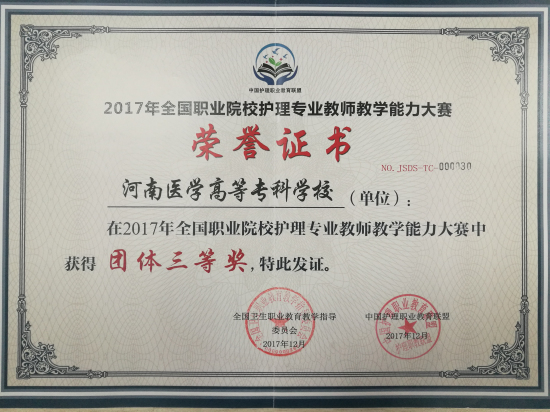 中国护理职业教育联盟
2017年全国职业院校护理专业教师教学能力大赛
荣誉证书
NO. JSDS-TC-000030
河南医学高等专科学校（单位）：
在2017年全国职业院校护理专业教师教学能力大赛中
获得 团体三等奖，特此发证。
全国卫生职业教育教学指导 中国护理职业教育联盟
委员会
2017年12月 2017年12月